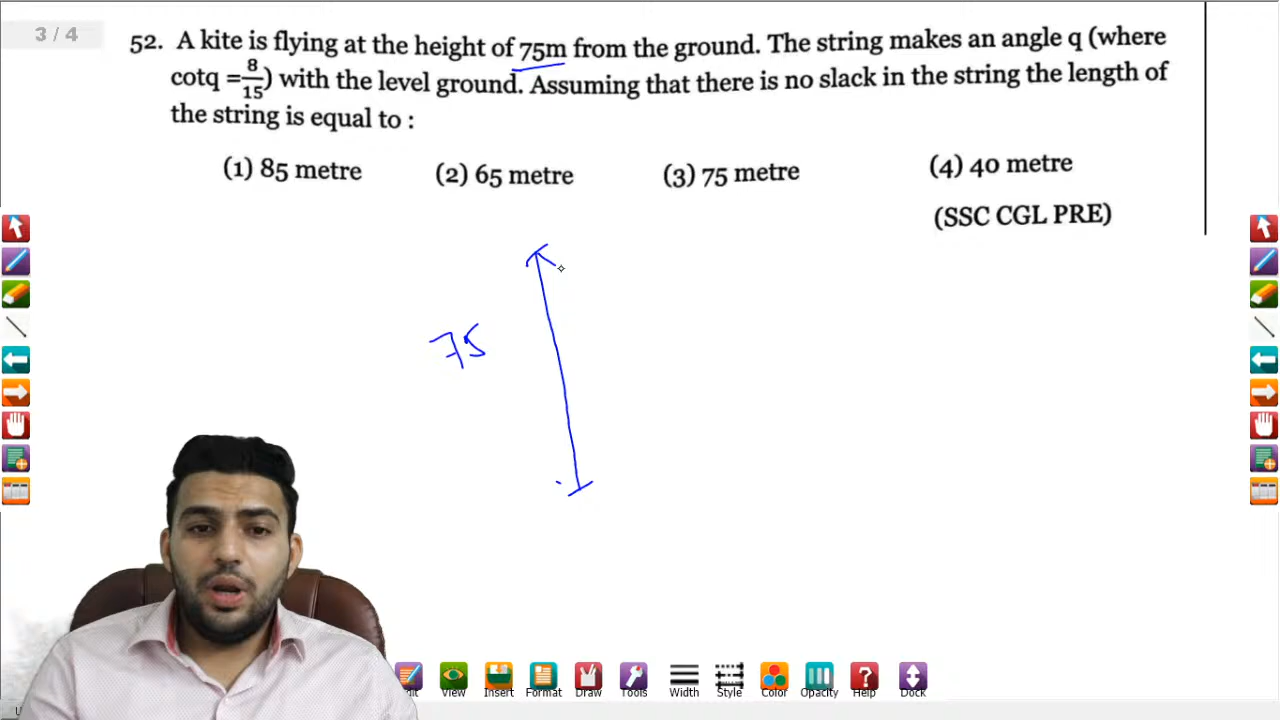 3 / 4
52. A kite is flying at the height of 75m from the ground. The string makes an angle q (where
cotq = 8/15) with the level ground. Assuming that there is no slack in the string the length of
the string is equal to :
(1) 85 metre (2) 65 metre (3) 75 metre (4) 40 metre
(SSC CGL PRE)
75
View Insert Format Draw Tools Width Style Color Opacity Help Dock